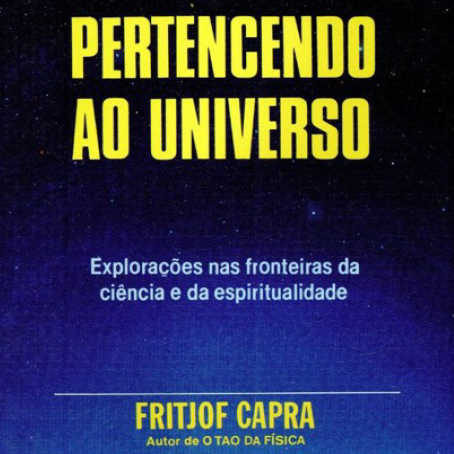 PERTENCENDO
AO UNIVERSO
Explorações nas fronteiras da
ciência e da espiritualidade
FRITJOF CAPRA
Autor de O TAO DA FÍSICA